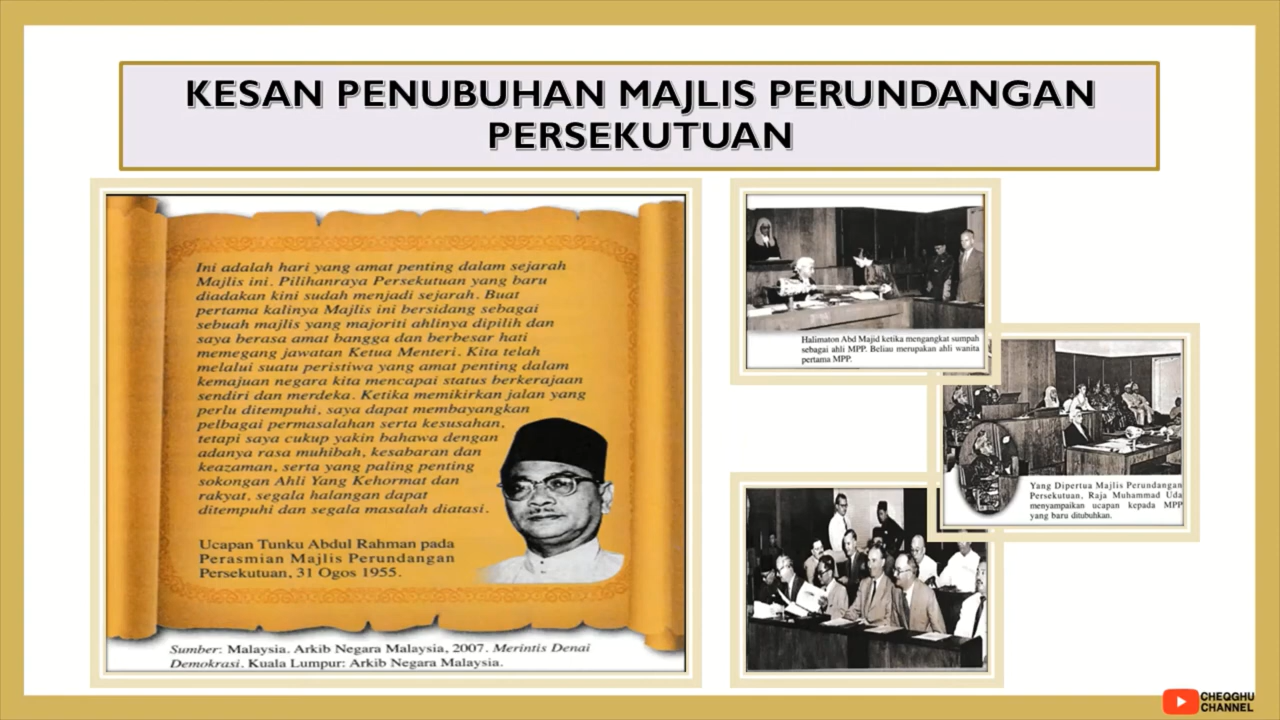 KESAN PENUBUHAN MAJLIS PERUNDANGAN
PERSEKUTUAN
Ini adalah hari yang amat penting dalam sejarah
Majlis ini. Pilihanraya Persekutuan yang baru
diadakan kini sudah menjadi sejarah. Buat
pertama kalinya Majlis ini bersidang sebagai
sebuah majlis yang majoriti ahlinya dipilih dan
saya berasa amat bangga dan berbesar hati
memegang jawatan Ketua Menteri. Kita telah
melalui suatu peristiwa yang amat penting dalam
kemajuan negara kita mencapai status berkerajaan
sendiri dan merdeka. Ketika memikirkan jalan yang
perlu ditempuhi, saya dapat membayangkan
pelbagai permasalahan serta kesusahan,
tetapi saya cukup yakin bahawa dengan
adanya rasa muhibah, kesabaran dan
keazaman, serta yang paling penting
sokongan Ahli Yang Kehormat dan
rakyat, segala halangan dapat
ditempuhi dan segala masalah diatasi.
Ucapan Tunku Abdul Rahman pada
Perasmian Majlis Perundangan
Persekutuan, 31 Ogos 1955.
Sumber: Malaysia. Arkib Negara Malaysia, 2007. Merintis Denai
Demokrasi. Kuala Lumpur: Arkib Negara Malaysia.
Halimaton Abd Majid ketika mengangkat sumpah
sebagai ahli MPP. Beliau merupakan ahli wanita
pertama MPP.
Yang Dipertua Majlis Perundangan
Persekutuan, Raja Muhammad Uda
menyampaikan ucapan kepada MPP
yang baru ditubuhkan.
CHEQGHU
CHANNEL